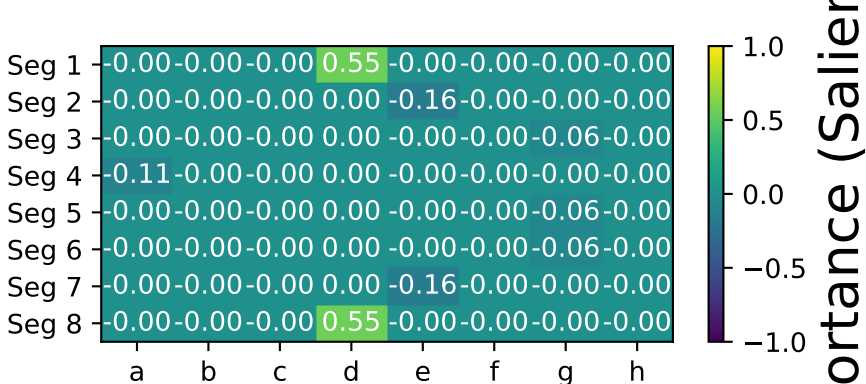 Seg 1 -0.00 -0.00 -0.00 0.55 -0.00 -0.00 -0.00 -0.00
Seg 2 -0.00 -0.00 -0.00 0.00 -0.16 -0.00 -0.00 -0.00
Seg 3 -0.00 -0.00 -0.00 0.00 -0.00 -0.00 -0.06 -0.00
Seg 4 -0.11 -0.00 -0.00 0.00 -0.00 -0.00 -0.00 -0.00
Seg 5 -0.00 -0.00 -0.00 0.00 -0.00 -0.00 -0.06 -0.00
Seg 6 -0.00 -0.00 -0.00 0.00 -0.00 -0.00 -0.06 -0.00
Seg 7 -0.00 -0.00 -0.00 0.00 -0.16 -0.00 -0.00 -0.00
Seg 8 -0.00 -0.00 -0.00 0.55 -0.00 -0.00 -0.00 -0.00
a b c d e f g h
1.0
0.5
0.0
−0.5
−1.0
ortance (Salien